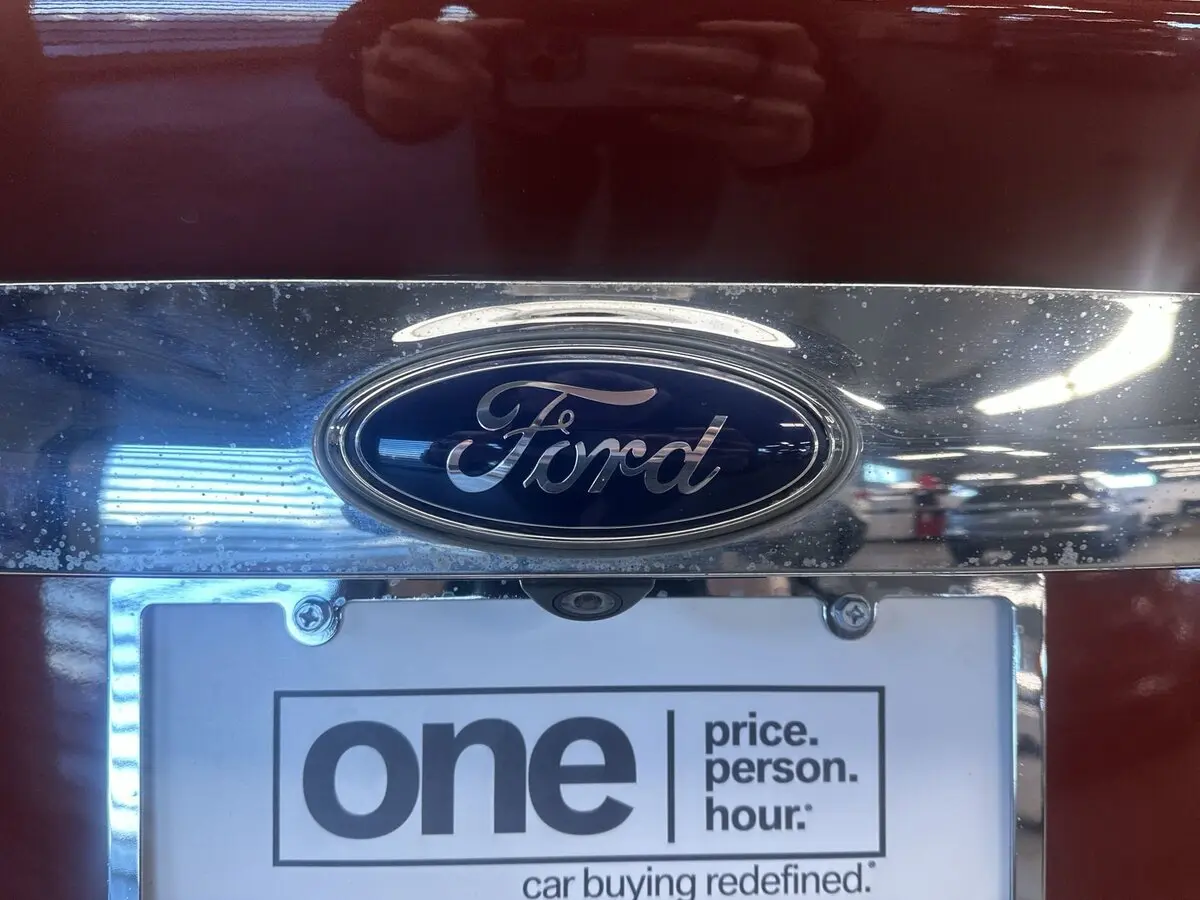 Ford
one
price.
person.
hour.*
car buying redefined.*